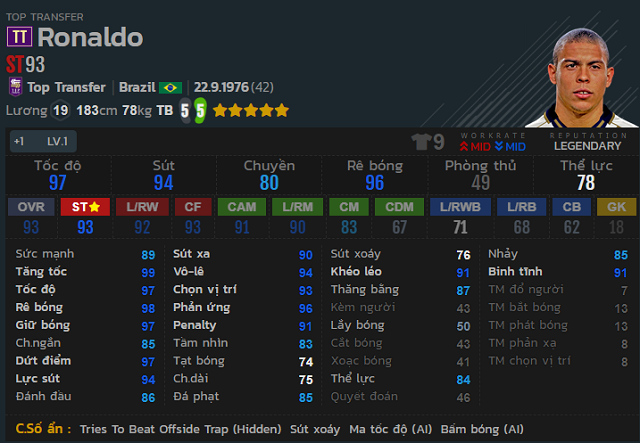 TOP TRANSFER
TT Ronaldo
ST93
Top Transfer Brazil 22.9.1976 (42)
Lương 19 183cm 78kg TB 5 5
+1 LV.1 9 WORKRATE MID MID REPUTATION LEGENDARY
Tốc độ Sút Chuyền Rê bóng Phòng thủ Thể lực
97 94 80 96 49 78
OVR ST L/RW CF CAM L/RM CM CDM L/RWB L/RB CB GK
93 93 92 93 91 90 83 67 71 68 62 18
Sức mạnh 89 Sút xa 90 Sút xoáy 76 Nhảy 85
Tăng tốc 99 Vô-lê 94 Khéo léo 91 Bình tĩnh 91
Tốc độ 97 Chọn vị trí 93 Thăng bằng 87 TM đổ người 7
Rê bóng 98 Phản ứng 96 Kèm người 43 TM bắt bóng 13
Giữ bóng 97 Penalty 91 Lấy bóng 50 TM phát bóng 13
Ch.ngắn 85 Tầm nhìn 83 Cắt bóng 43 TM phản xạ 8
Dứt điểm 97 Tạt bóng 74 Xoạc bóng 41 TM chọn vị trí 8
Lực sút 94 Ch.dài 75 Thể lực 84
Đánh đầu 86 Đá phạt 85 Quyết đoán 46
C.Số ẩn : Tries To Beat Offside Trap (Hidden) Sút xoáy Ma tốc độ (AI) Bấm bóng (AI)